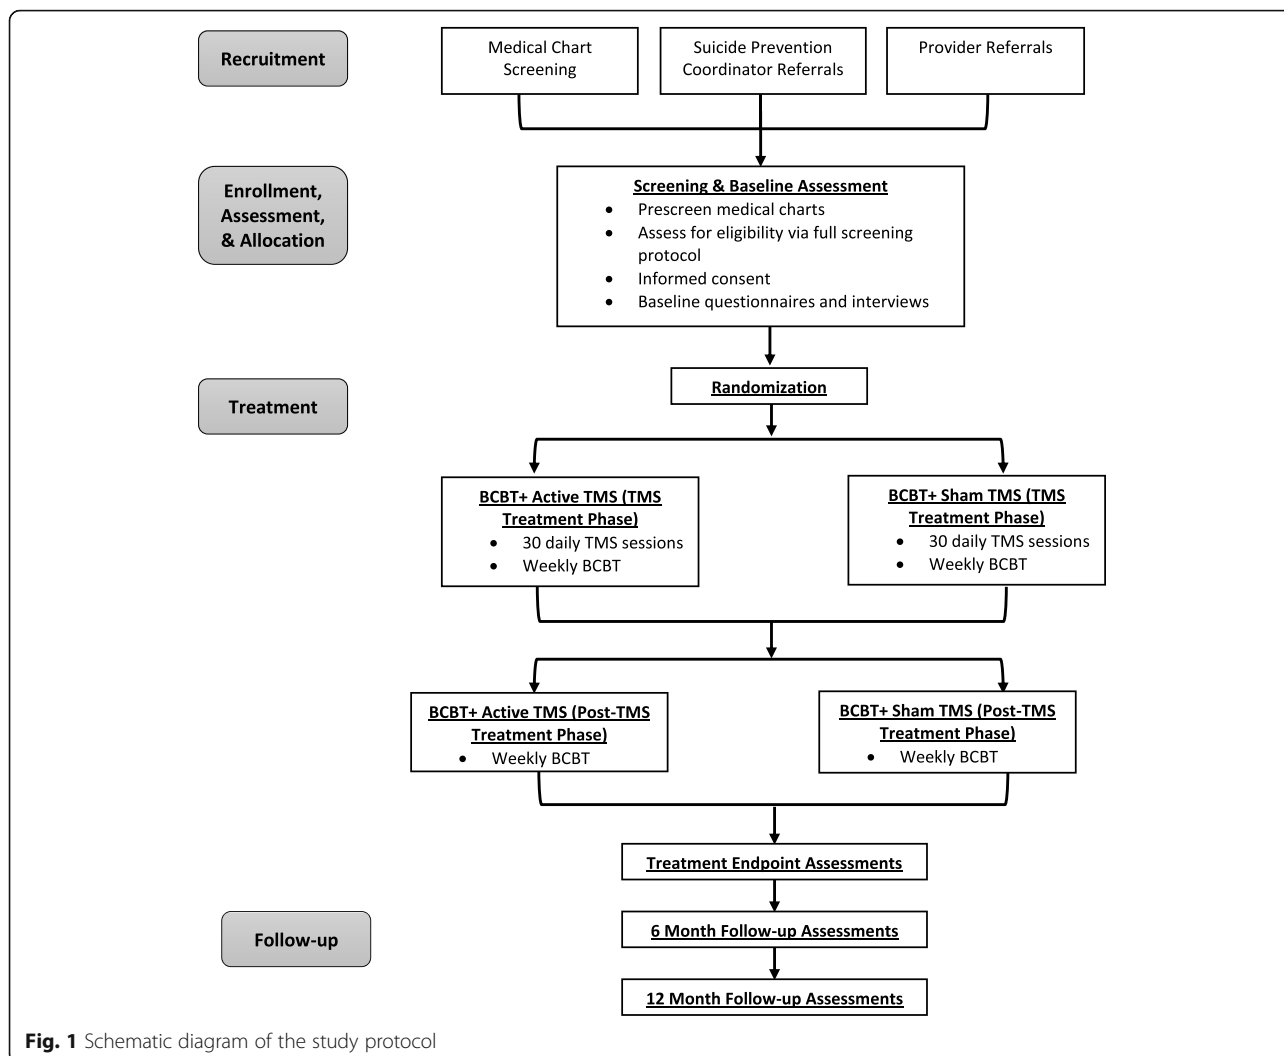 Recruitment
Medical Chart
Screening
Suicide Prevention
Coordinator Referrals
Provider Referrals
Enrollment,
Assessment,
& Allocation
Screening & Baseline Assessment
• Prescreen medical charts
• Assess for eligibility via full screening
protocol
• Informed consent
• Baseline questionnaires and interviews
Treatment
Randomization
BCBT+ Active TMS (TMS
Treatment Phase)
• 30 daily TMS sessions
• Weekly BCBT
BCBT+ Sham TMS (TMS
Treatment Phase)
• 30 daily TMS sessions
• Weekly BCBT
BCBT+ Active TMS (Post-TMS
Treatment Phase)
• Weekly BCBT
BCBT+ Sham TMS (Post-TMS
Treatment Phase)
• Weekly BCBT
Treatment Endpoint Assessments
Follow-up
6 Month Follow-up Assessments
12 Month Follow-up Assessments
Fig. 1 Schematic diagram of the study protocol